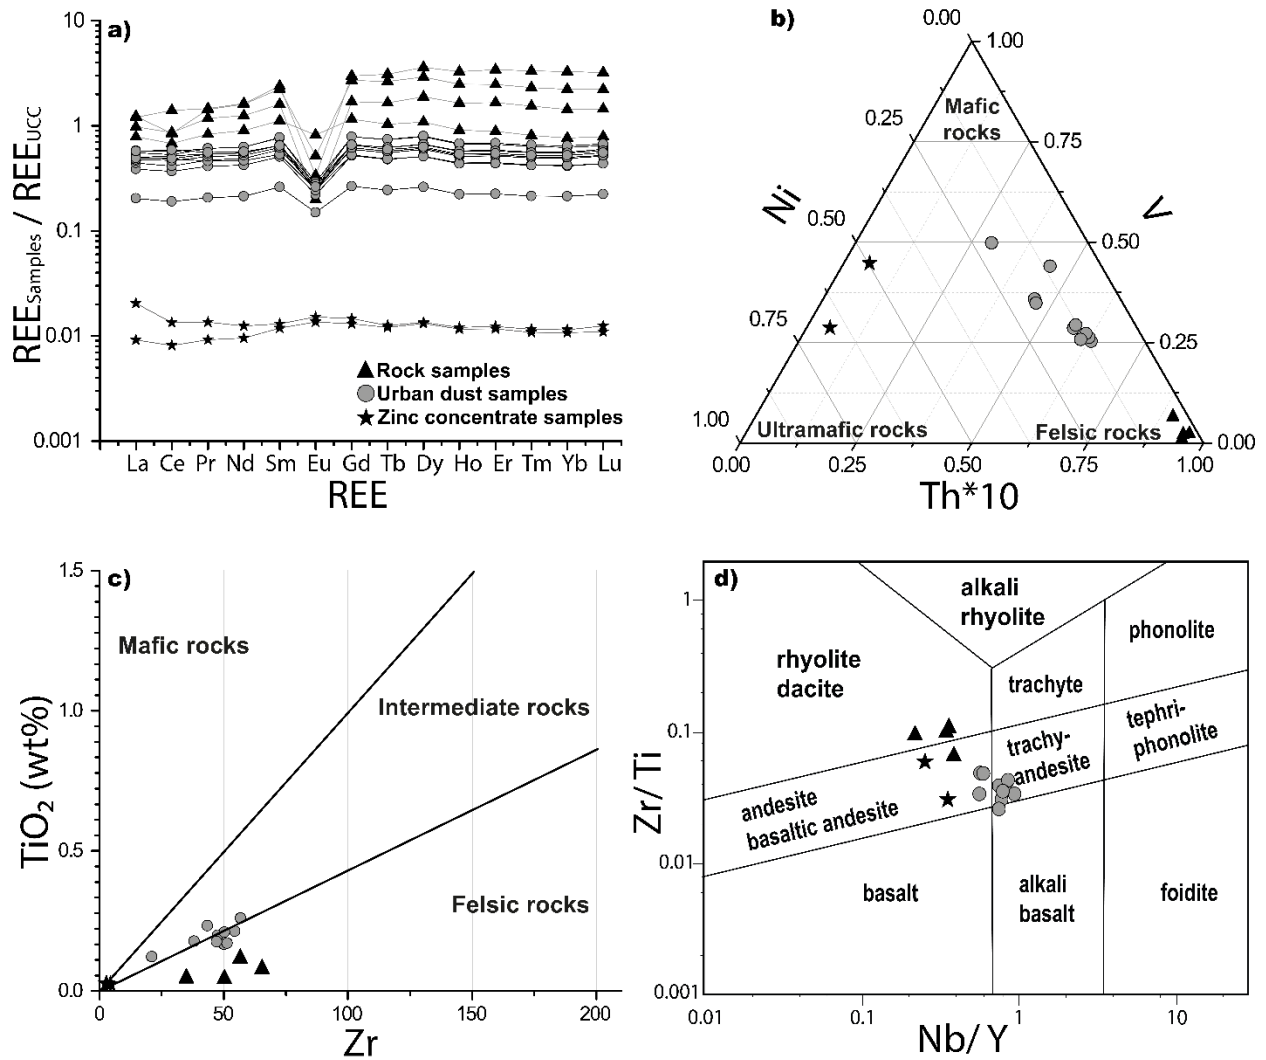 a)
10
1
0.1
0.01
0.001
REE_Samples / REE_UCC
Rock samples
Urban dust samples
Zinc concentrate samples
La Ce Pr Nd Sm Eu Gd Tb Dy Ho Er Tm Yb Lu
REE
b)
0.00
1.00
Mafic
rocks
0.25
0.75
Ni
V
0.50
0.50
0.75
0.25
1.00
Ultramafic rocks
Felsic rocks
0.00
0.00 0.25 0.50 0.75 1.00
Th*10
c)
1.5
1.0
0.5
0.0
TiO₂ (wt%)
Mafic rocks
Intermediate rocks
Felsic rocks
0 50 100 150 200
Zr
d)
1
0.1
0.01
0.001
Zr/Ti
alkali
rhyolite
phonolite
rhyolite
dacite
trachyte
tephri-
phonolite
trachy-
andesite
andesite
basaltic andesite
basalt
alkali
basalt
foidite
0.01 0.1 1 10
Nb/Y